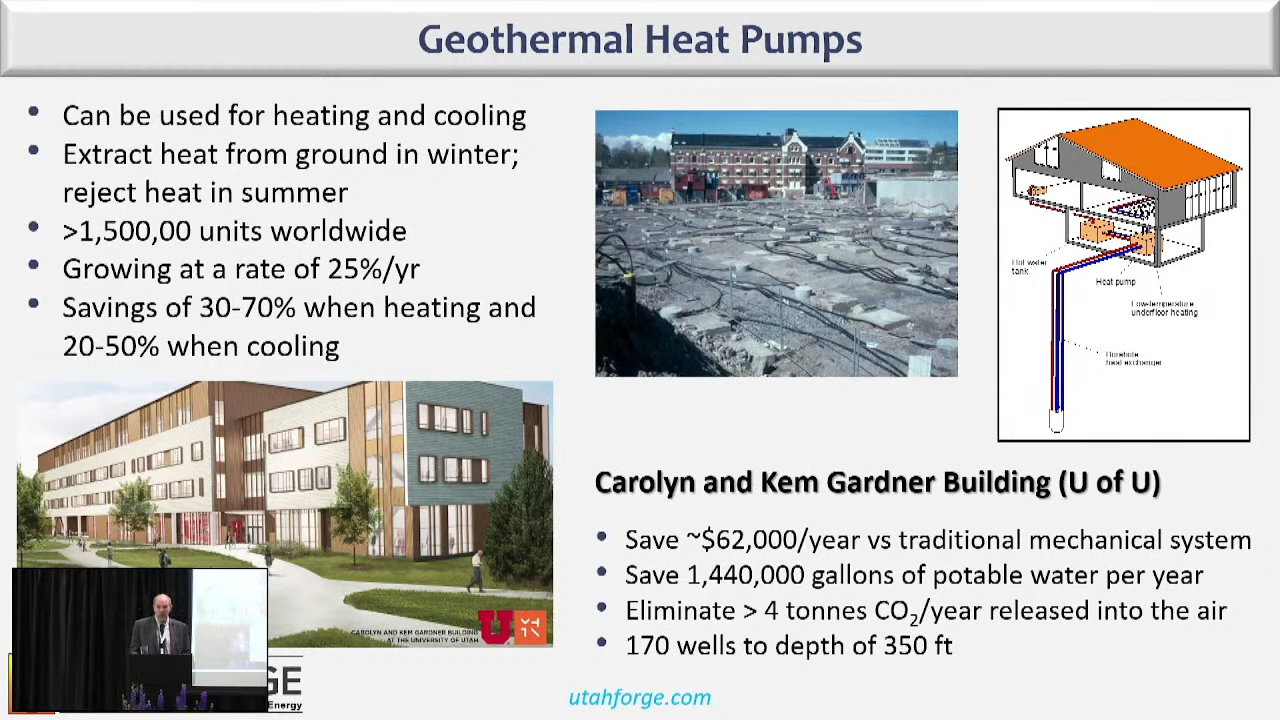 Geothermal Heat Pumps
• Can be used for heating and cooling
• Extract heat from ground in winter;
reject heat in summer
• >1,500,00 units worldwide
• Growing at a rate of 25%/yr
• Savings of 30-70% when heating and
20-50% when cooling
Hot water
tank
Heat pump
Low-temperature
underfloor heating
Borehole
heat exchanger
CAROLYN AND KEM GARDNER BUILDING
AT THE UNIVERSITY OF UTAH
U
Carolyn and Kem Gardner Building (U of U)
• Save ~$62,000/year vs traditional mechanical system
• Save 1,440,000 gallons of potable water per year
• Eliminate > 4 tonnes CO₂/year released into the air
• 170 wells to depth of 350 ft
GE
Energy
utahforge.com